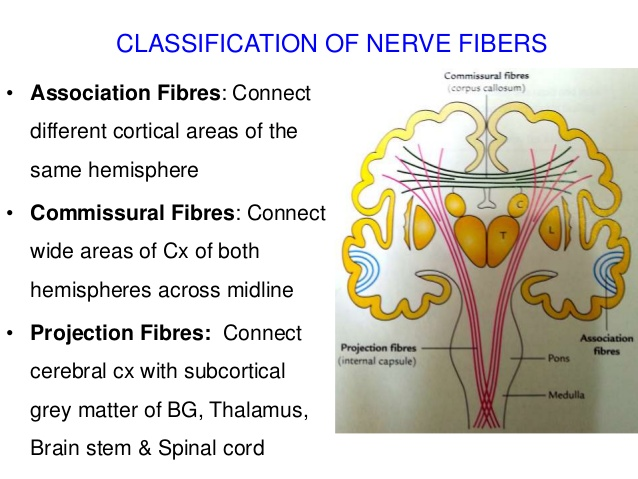 CLASSIFICATION OF NERVE FIBERS
• Association Fibres: Connect
different cortical areas of the
same hemisphere
• Commissural Fibres: Connect
wide areas of Cx of both
hemispheres across midline
• Projection Fibres: Connect
cerebral cx with subcortical
grey matter of BG, Thalamus,
Brain stem & Spinal cord
Commissural fibres
(corpus callosum)
C
T
L
Projection fibres
(internal capsule)
Association
fibres
Pons
Medulla